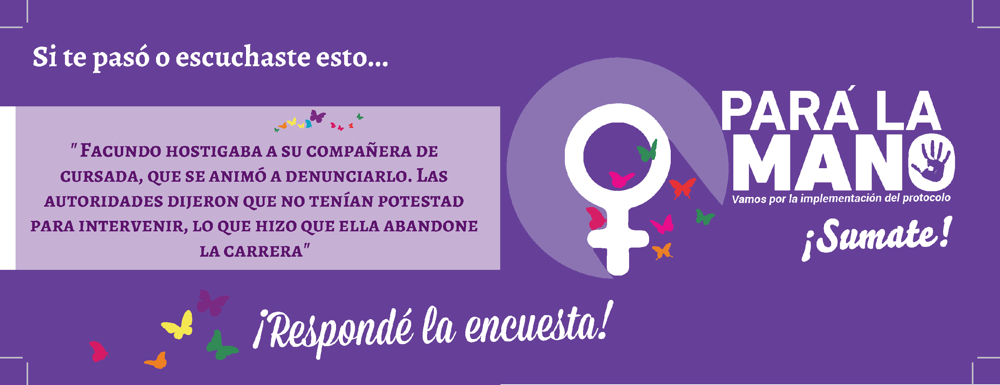 Si te pasó o escuchaste esto...
"Facundo hostigaba a su compañera de
cursada, que se animó a denunciarlo. Las
autoridades dijeron que no tenían potestad
para intervenir, lo que hizo que ella abandone
la carrera"
PARÁ LA
MANO
Vamos por la implementación del protocolo
¡Sumate!
¡Respondé la encuesta!